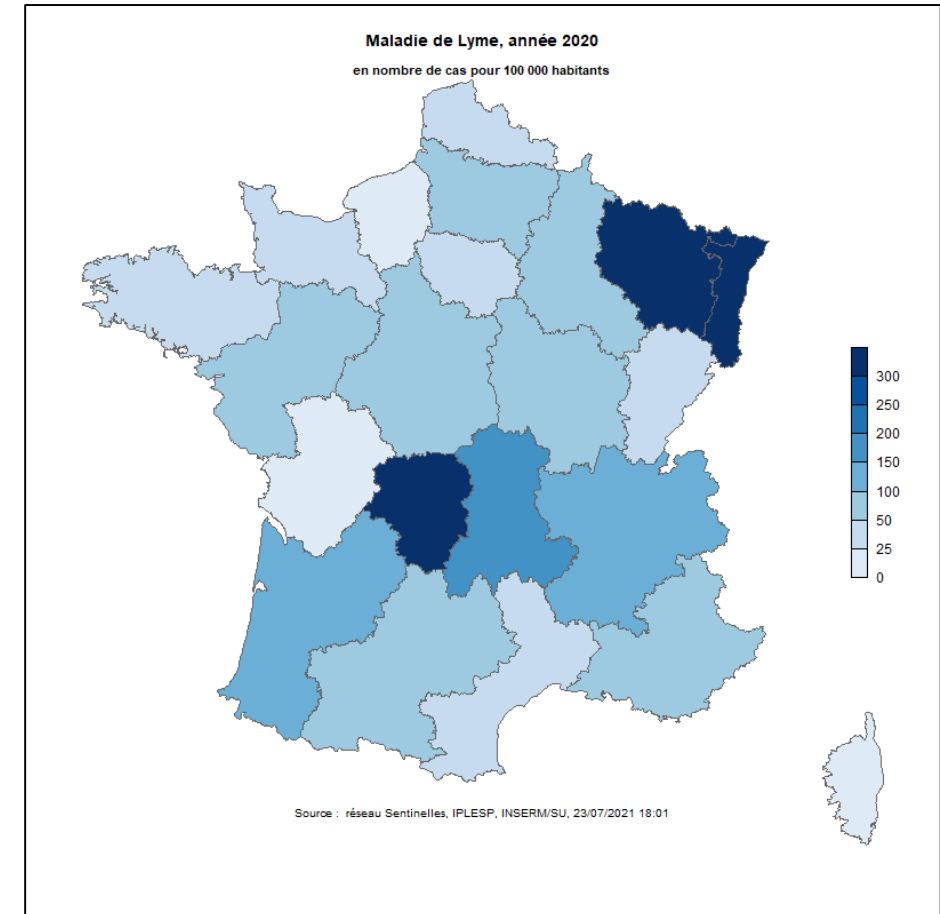 Maladie de Lyme, année 2020
en nombre de cas pour 100 000 habitants
300
250
200
150
100
50
25
0
Source : réseau Sentinelles, IPLESP, INSERM/SU, 23/07/2021 18:01